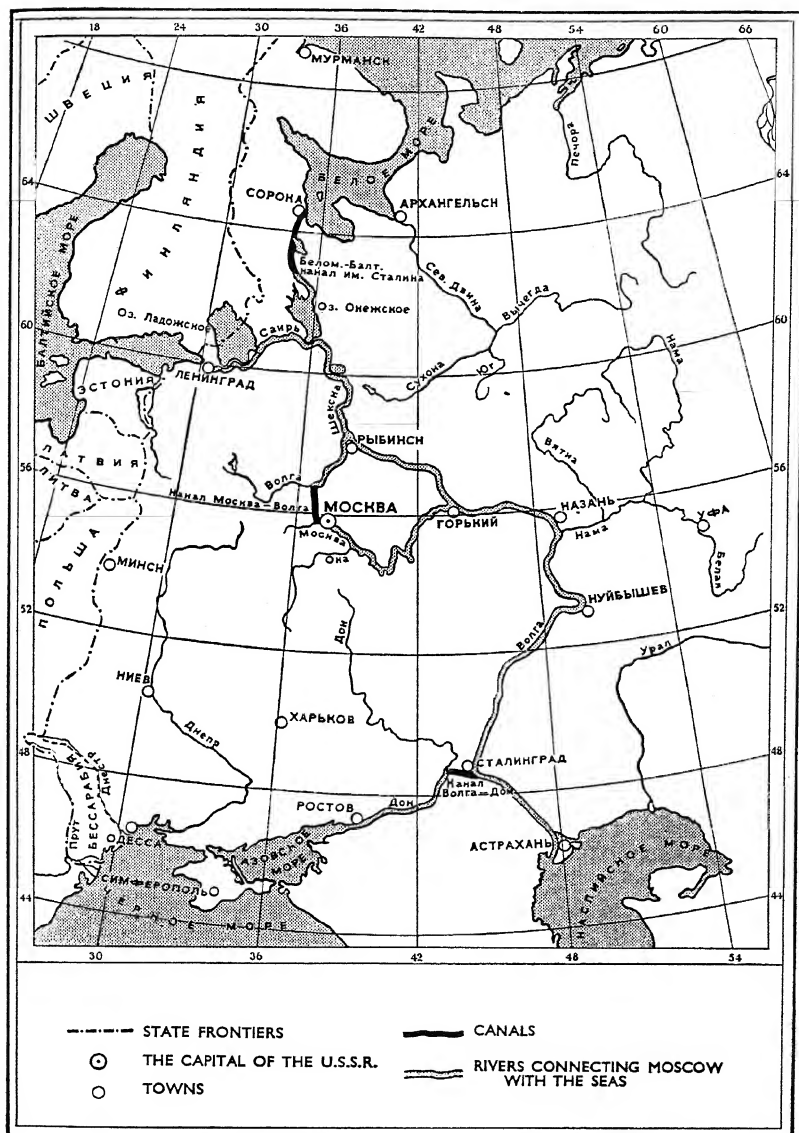 18 24 30 36 42 48 54 60 66
МУРМАНСК
ШВЕЦИЯ
ФИНЛАНДИЯ
Печора
64 64
БЕЛОЕ МОРЕ
СОРОКА
АРХАНГЕЛЬСК
БАЛТИЙСКОЕ МОРЕ
Белом.-Балт.
канал им. Сталина
Сев. Двина
Вычегда
Оз. Ладожское
Оз. Онежское
60 60
Свирь
Кама
ЭСТОНИЯ
ЛЕНИНГРАД
Сухона
Юг
Шексна
РЫБИНСК
ЛАТВИЯ
Вятка
56 56
Волга
ЛИТВА
Канал Москва-Волга
МОСКВА
ГОРЬКИЙ
КАЗАНЬ
УФА
Москва
Кама
Ока
ПОЛЬША
МИНСК
Белая
КУЙБЫШЕВ
52 52
Дон
Волга
Урал
КИЕВ
ХАРЬКОВ
Днепр
48 48
Днестр
СТАЛИНГРАД
БЕССАРАБИЯ
Канал
Волга-Дон
РОСТОВ
Дон
Прут
ОДЕССА
АЗОВСКОЕ
МОРЕ
АСТРАХАНЬ
КАСПИЙСКОЕ МОРЕ
СИМФЕРОПОЛЬ
44 44
ЧЕРНОЕ МОРЕ
30 36 42 48 54
STATE FRONTIERS
CANALS
THE CAPITAL OF THE U.S.S.R.
RIVERS CONNECTING MOSCOW
WITH THE SEAS
TOWNS